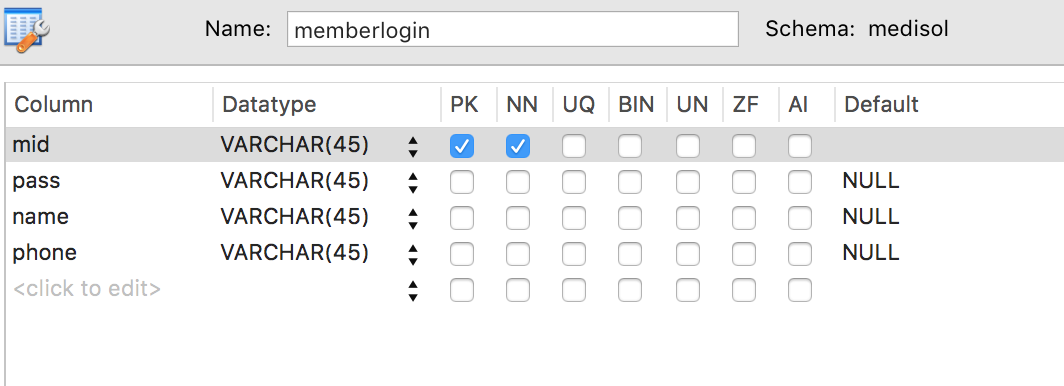 Name: memberlogin Schema: medisol
Column Datatype PK NN UQ BIN UN ZF AI Default
mid VARCHAR(45)
pass VARCHAR(45) NULL
name VARCHAR(45) NULL
phone VARCHAR(45) NULL
<click to edit>